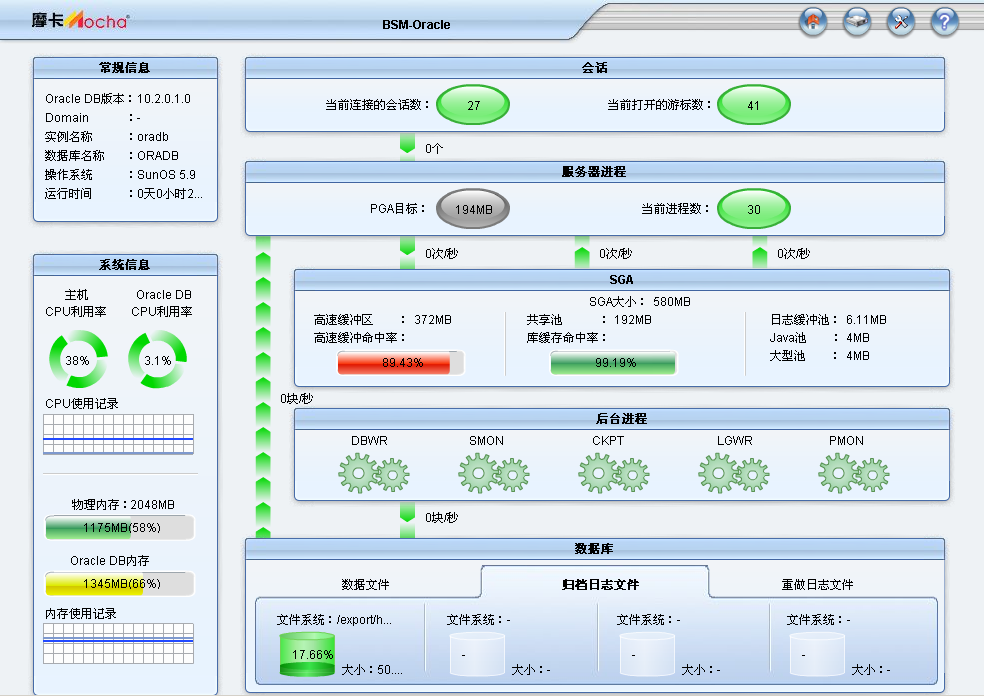 摩卡 Mocha
BSM-Oracle
常规信息
Oracle DB版本：10.2.0.1.0
Domain ：-
实例名称 ：oradb
数据库名称 ：ORADB
操作系统 ：SunOS 5.9
运行时间 ：0天0小时2...
系统信息
主机 Oracle DB
CPU利用率 CPU利用率
38% 3.1%
CPU使用记录
物理内存：2048MB
1175MB(58%)
Oracle DB内存
1345MB(66%)
内存使用记录
会话
当前连接的会话数： 27 当前打开的游标数： 41
0个
服务器进程
PGA目标： 194MB 当前进程数： 30
0次/秒 0次/秒 0次/秒
SGA
SGA大小： 580MB
高速缓冲区 ： 372MB 共享池 ：192MB 日志缓冲池： 6.11MB
高速缓冲命中率： 库缓存命中率： Java池 ： 4MB
89.43% 99.19% 大型池 ： 4MB
0块/秒
后台进程
DBWR SMON CKPT LGWR PMON
0块/秒
数据库
数据文件 归档日志文件 重做日志文件
文件系统：/export/h... 文件系统：- 文件系统：- 文件系统：-
17.66% - - -
大小：50.... 大小：- 大小：- 大小：-